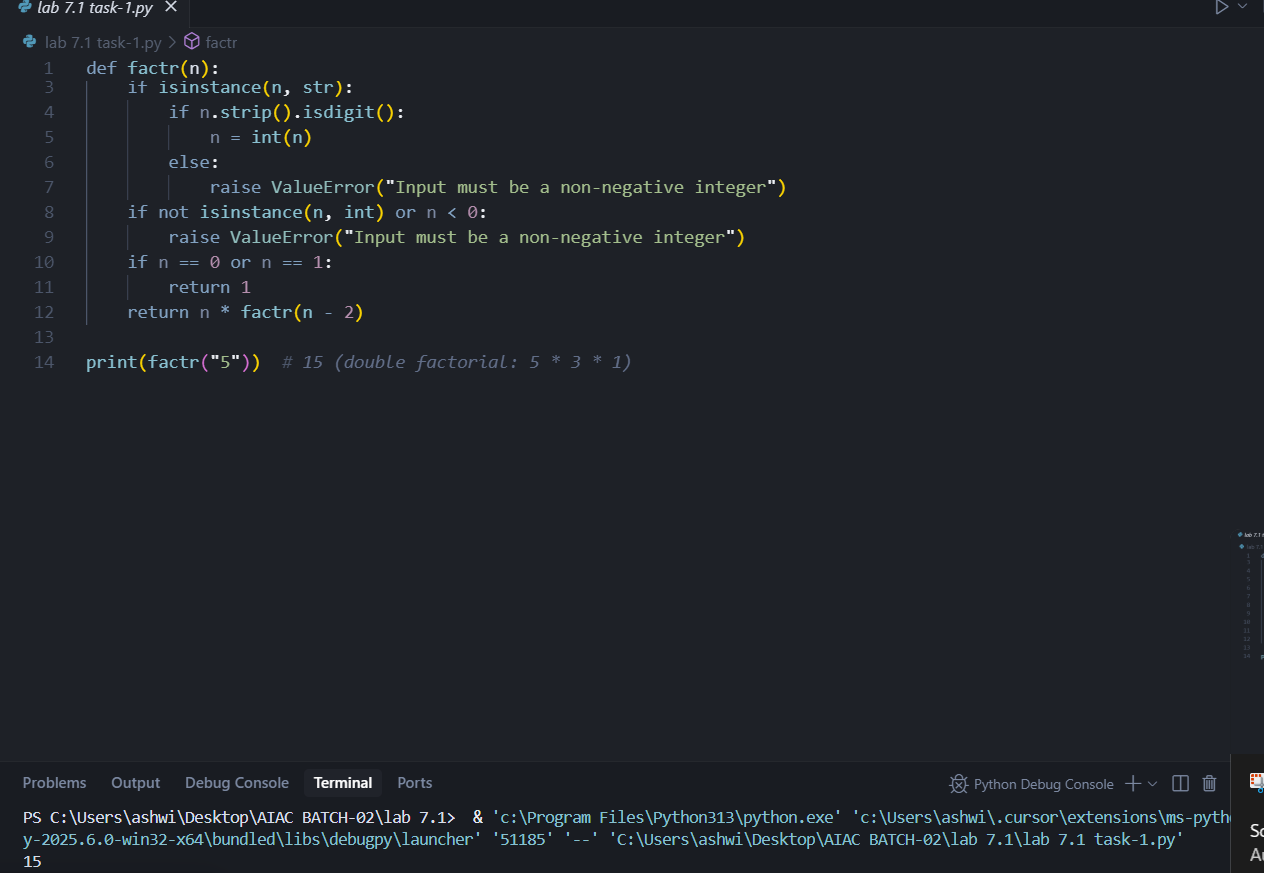 lab 7.1 task-1.py
lab 7.1 task-1.py > factr
1 def factr(n):
3     if isinstance(n, str):
4         if n.strip().isdigit():
5             n = int(n)
6         else:
7             raise ValueError("Input must be a non-negative integer")
8     if not isinstance(n, int) or n < 0:
9         raise ValueError("Input must be a non-negative integer")
10     if n == 0 or n == 1:
11         return 1
12     return n * factr(n - 2)
13
14 print(factr("5"))  # 15 (double factorial: 5 * 3 * 1)
Problems Output Debug Console Terminal Ports Python Debug Console
PS C:\Users\ashwi\Desktop\AIAC BATCH-02\lab 7.1>  & 'c:\Program Files\Python313\python.exe' 'c:\Users\ashwi\.cursor\extensions\ms-pyth
y-2025.6.0-win32-x64\bundled\libs\debugpy\launcher' '51185' '--' 'C:\Users\ashwi\Desktop\AIAC BATCH-02\lab 7.1\lab 7.1 task-1.py'
15